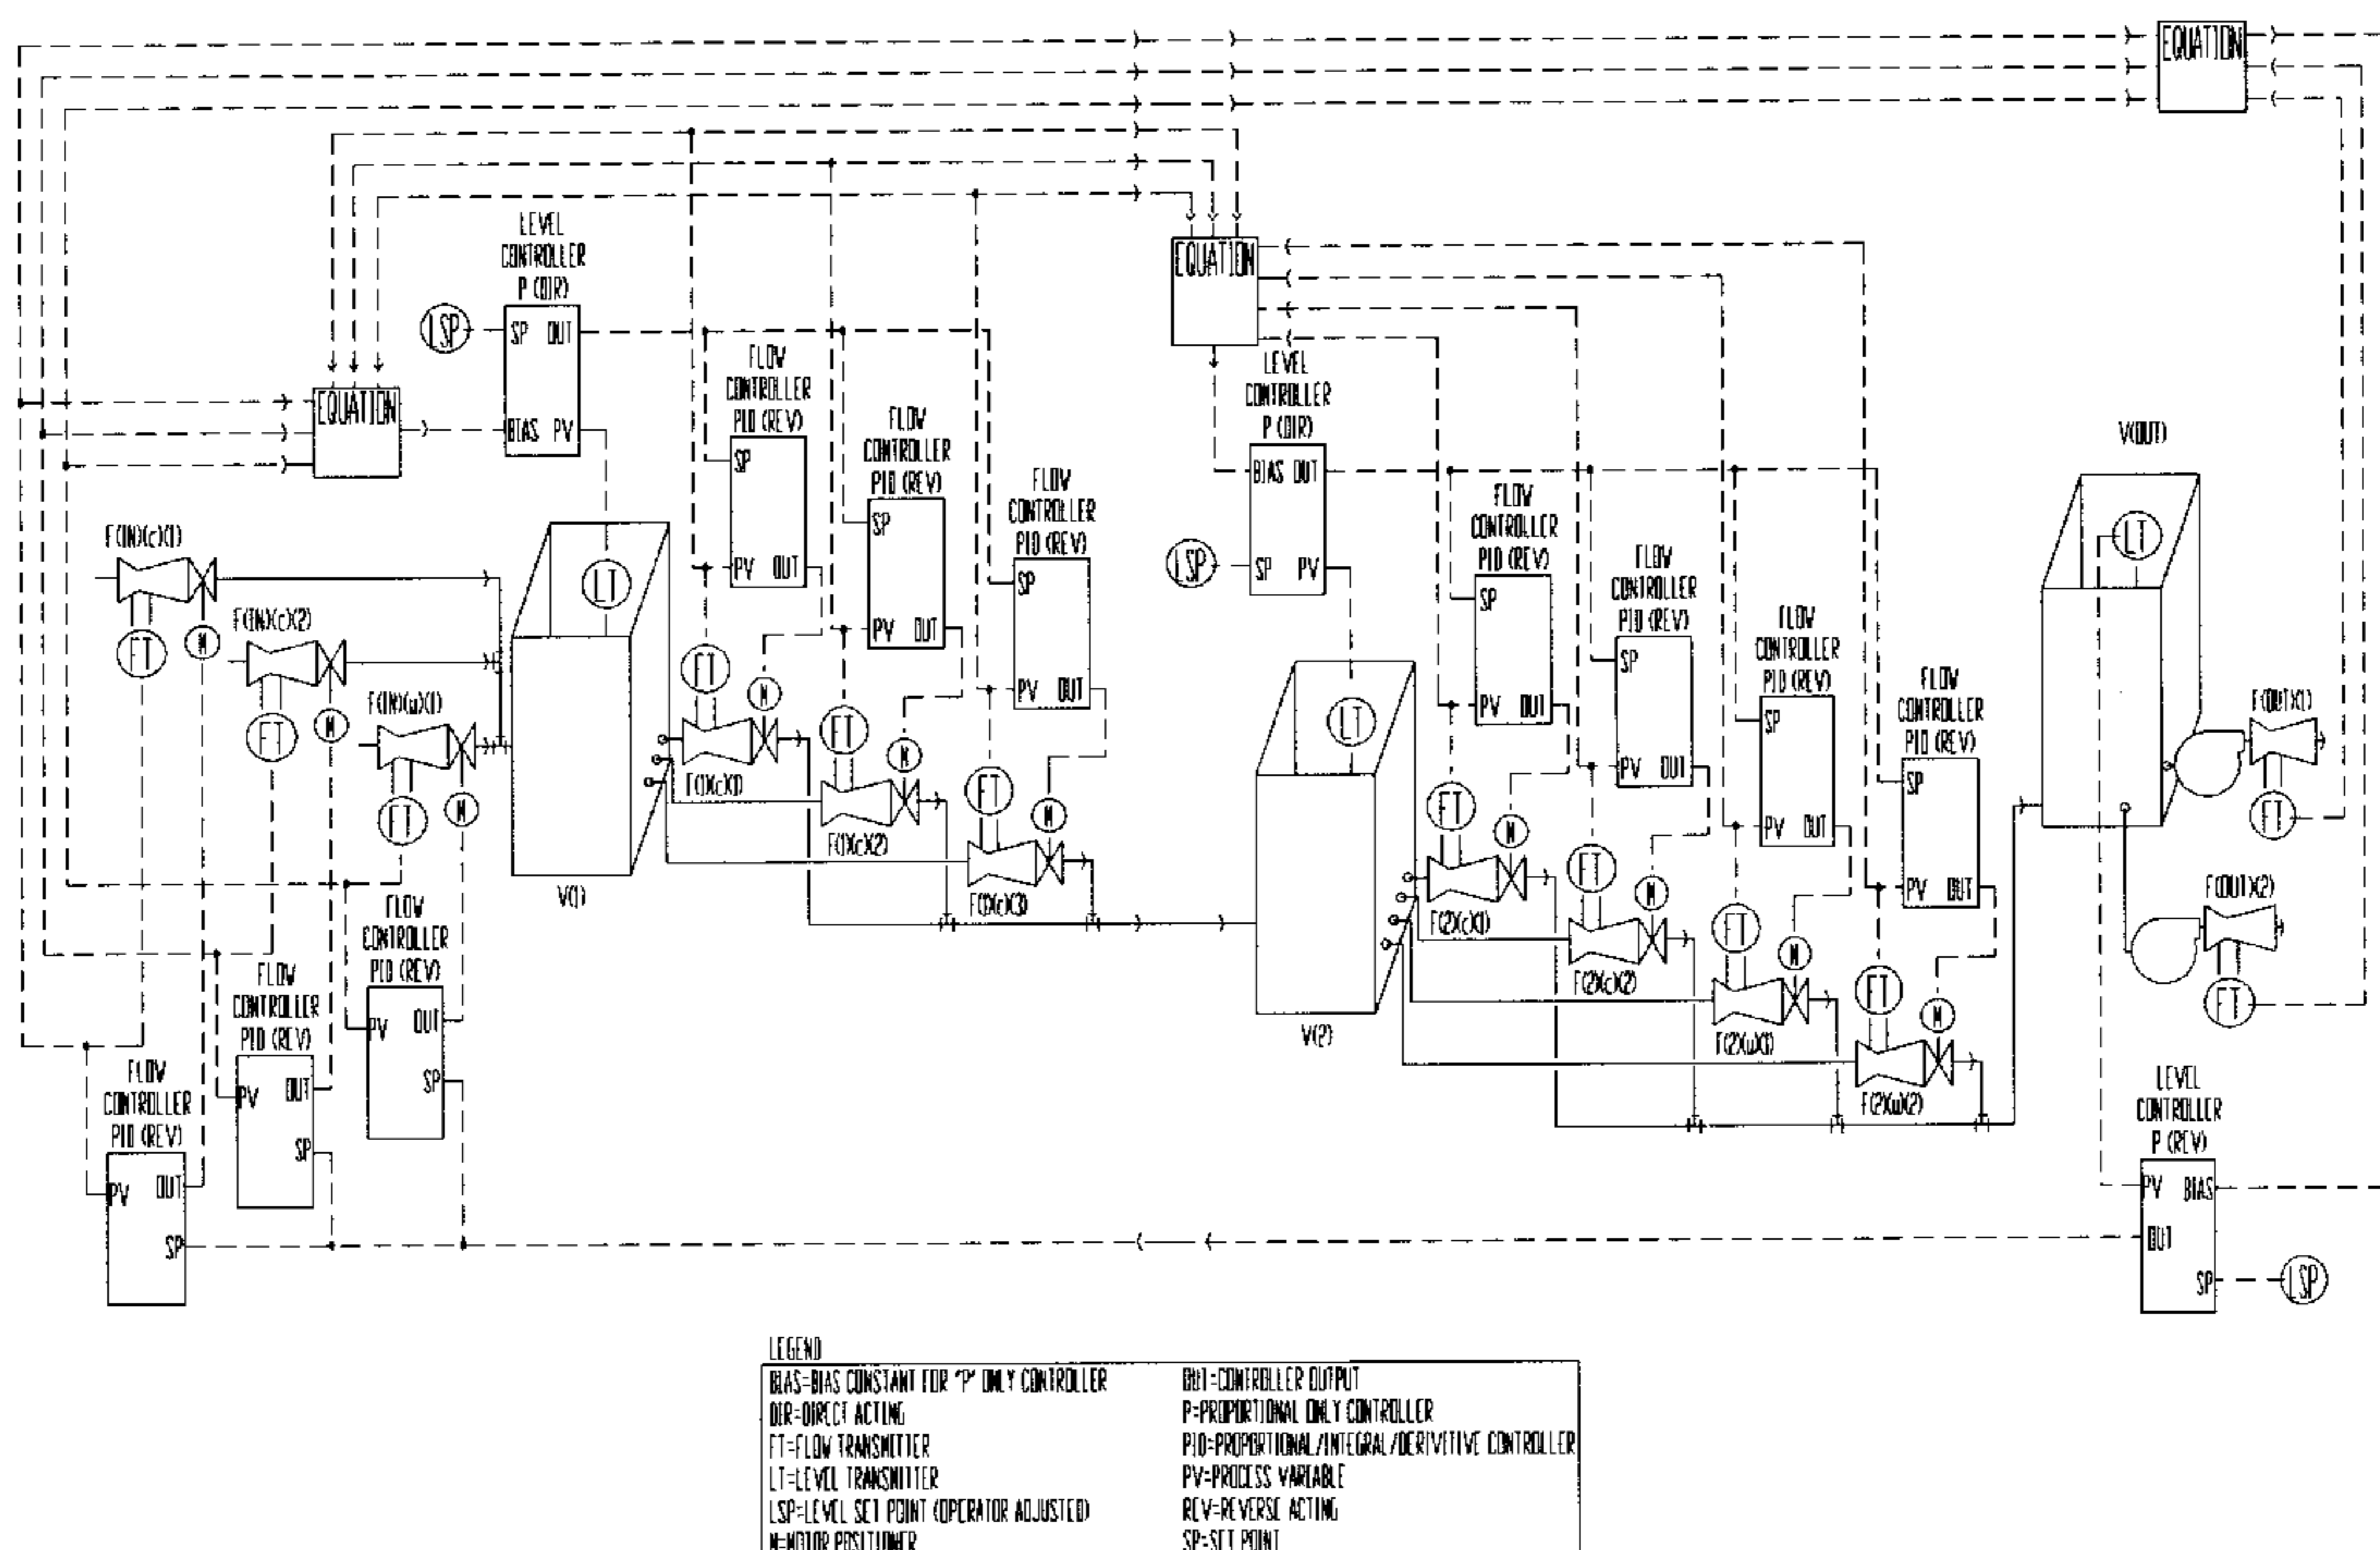 EQUATION
LEVEL
CONTROLLER
P (DIR)
LSP
SP OUT
BIAS PV
EQUATION
EQUATION
FLOW
CONTROLLER
PID (REV)
SP
PV OUT
FLOW
CONTROLLER
PID (REV)
SP
PV OUT
FLOW
CONTROLLER
PID (REV)
SP
PV OUT
LEVEL
CONTROLLER
P (DIR)
BIAS OUT
LSP
SP PV
FLOW
CONTROLLER
PID (REV)
SP
PV OUT
FLOW
CONTROLLER
PID (REV)
SP
PV OUT
FLOW
CONTROLLER
PID (REV)
SP
PV OUT
FLOW
CONTROLLER
PID (REV)
SP
PV OUT
V(OUT)
LT
F(IN)(c)(1)
FT
M
F(IN)(c)(2)
FT
M
F(IN)(w)(1)
FT
M
LT
V(1)
FT
M
F(1)(c)(1)
FT
M
F(1)(c)(2)
FT
M
F(1)(c)(3)
LT
V(2)
FT
M
F(2)(c)(1)
FT
M
F(2)(c)(2)
FT
M
F(2)(w)(1)
FT
M
F(2)(w)(2)
F(OUT)(1)
FT
F(OUT)(2)
FT
FLOW
CONTROLLER
PID (REV)
PV OUT
SP
FLOW
CONTROLLER
PID (REV)
PV OUT
SP
FLOW
CONTROLLER
PID (REV)
PV OUT
SP
LEVEL
CONTROLLER
P (REV)
PV BIAS
OUT
SP
LSP
LEGEND
BIAS=BIAS CONSTANT FOR "P" ONLY CONTROLLER
DIR=DIRECT ACTING
FT=FLOW TRANSMITTER
LT=LEVEL TRANSMITTER
LSP=LEVEL SET POINT (OPERATOR ADJUSTED)
M=MOTOR POSITIONER
OUT=CONTROLLER OUTPUT
P=PROPORTIONAL ONLY CONTROLLER
PID=PROPORTIONAL/INTEGRAL/DERIVITIVE CONTROLLER
PV=PROCESS VARIABLE
REV=REVERSE ACTING
SP=SET POINT